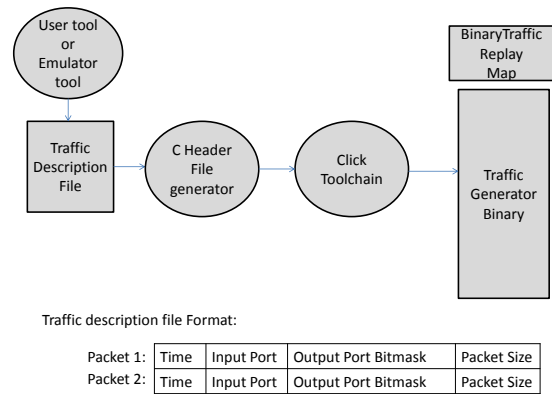 User tool
or
Emulator
tool
BinaryTraffic
Replay
Map
Traffic
Description
File
C Header
File
generator
Click
Toolchain
Traffic
Generator
Binary
Traffic description file Format:
Packet 1: Time Input Port Output Port Bitmask Packet Size
Packet 2: Time Input Port Output Port Bitmask Packet Size